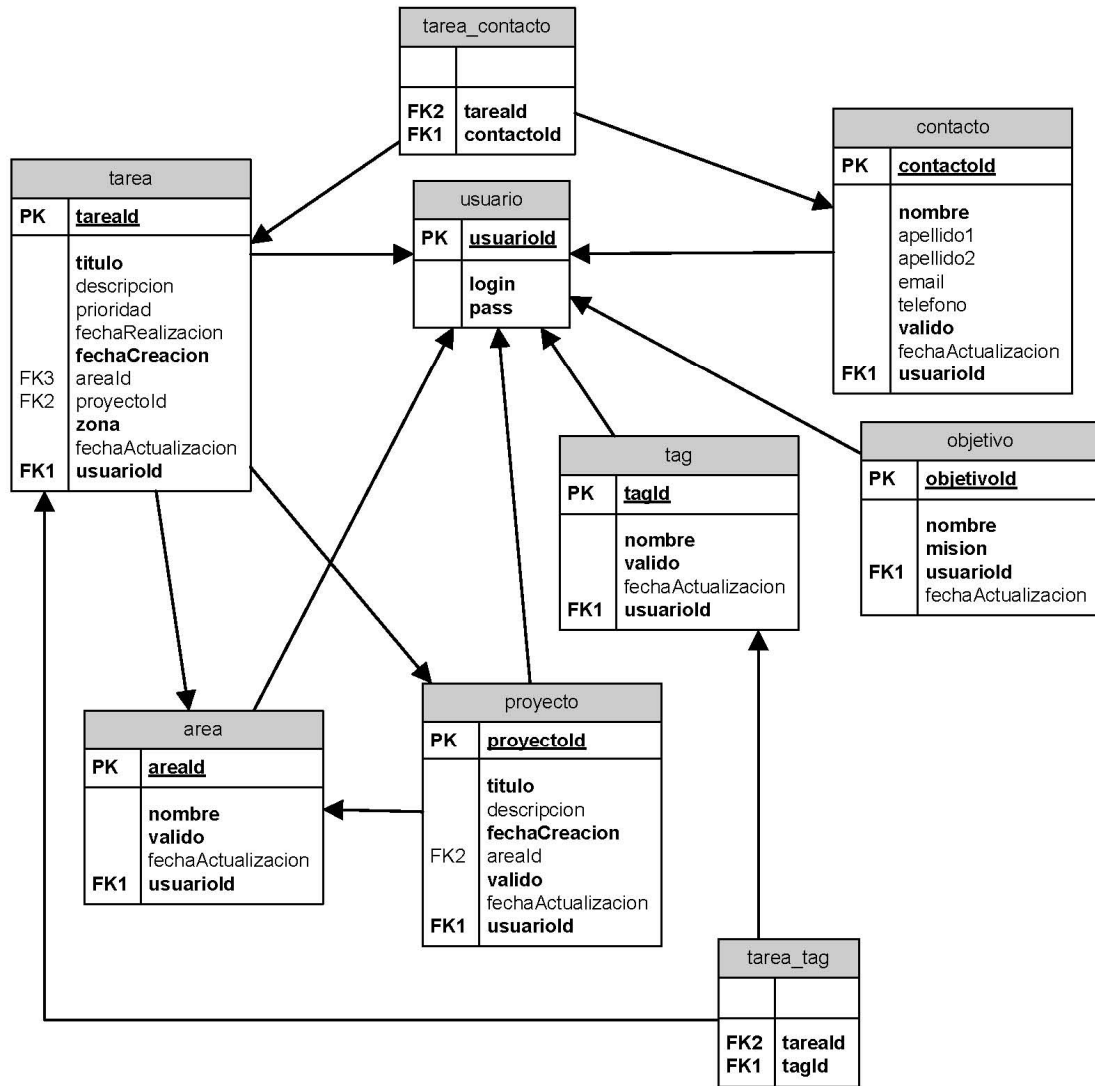 tarea_contacto
FK2 tareaId
FK1 contactoId
contacto
PK contactoId
nombre
apellido1
apellido2
email
telefono
valido
fechaActualizacion
FK1 usuarioId
tarea
PK tareaId
titulo
descripcion
prioridad
fechaRealizacion
fechaCreacion
FK3 areaId
FK2 proyectoId
zona
fechaActualizacion
FK1 usuarioId
usuario
PK usuarioId
login
pass
tag
PK tagId
nombre
valido
fechaActualizacion
FK1 usuarioId
objetivo
PK objetivoId
nombre
mision
FK1 usuarioId
fechaActualizacion
area
PK areaId
nombre
valido
fechaActualizacion
FK1 usuarioId
proyecto
PK proyectoId
titulo
descripcion
fechaCreacion
FK2 areaId
valido
fechaActualizacion
FK1 usuarioId
tarea_tag
FK2 tareaId
FK1 tagId